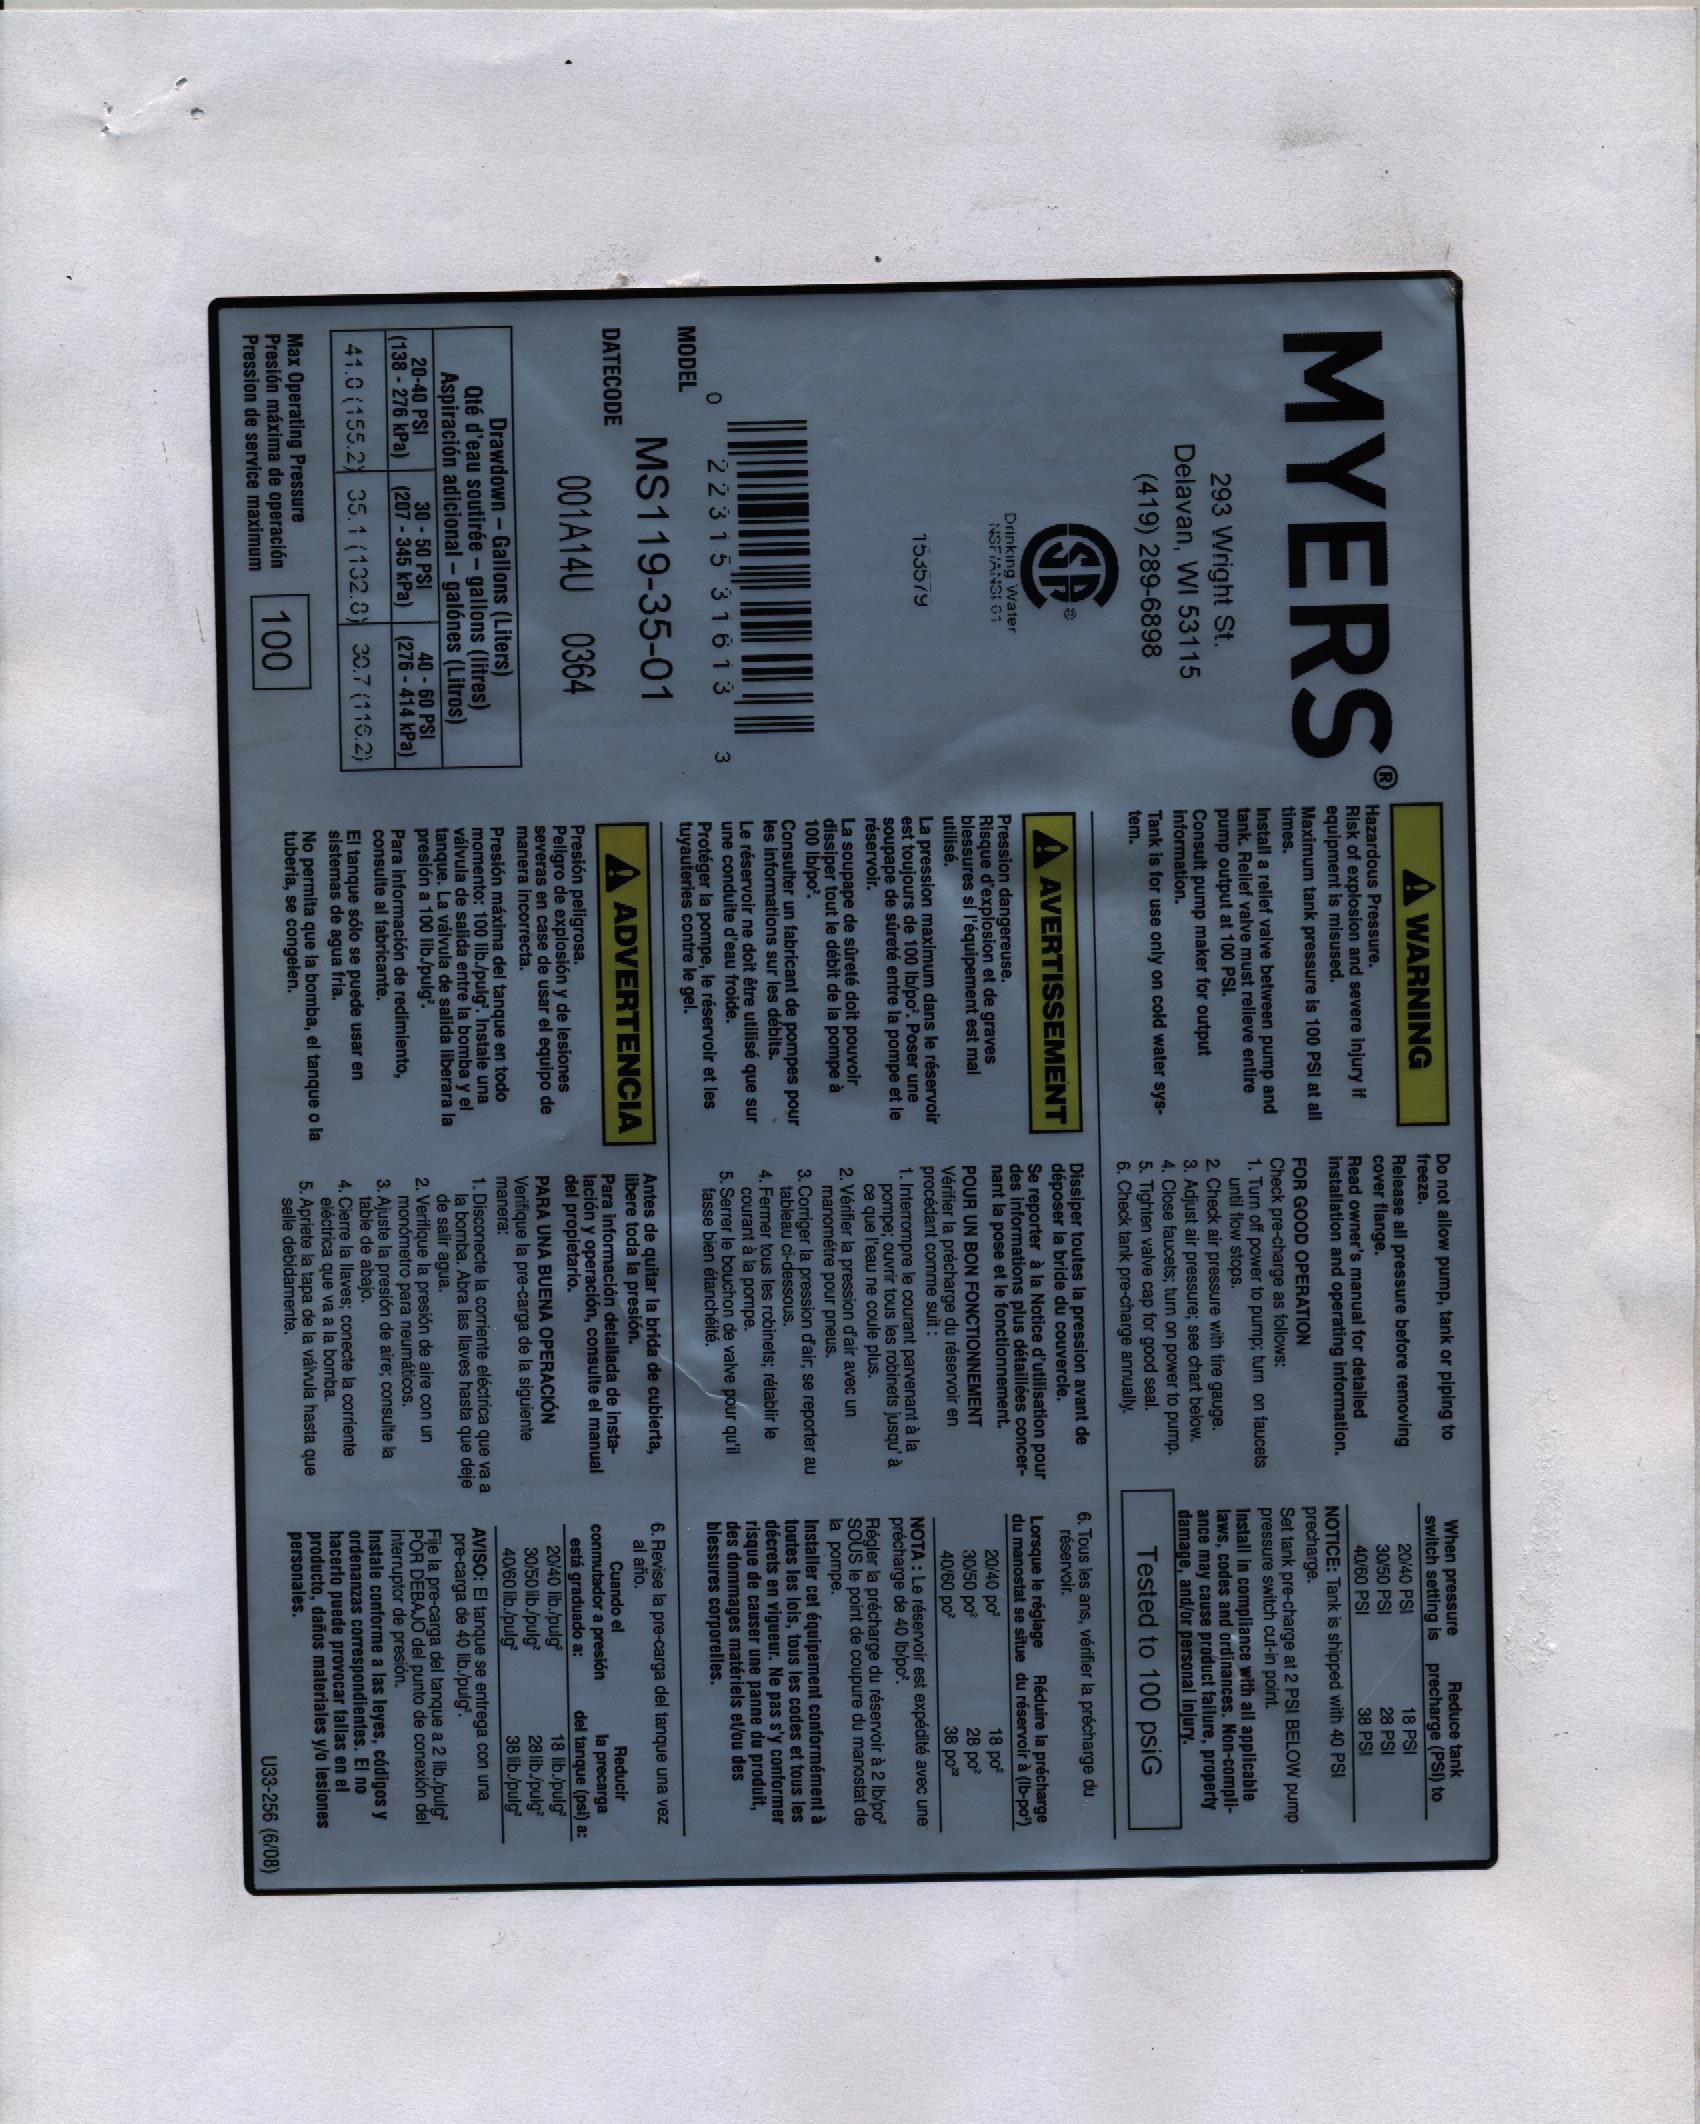 MYERS®
293 Wright St.
Delavan, WI 53115
(419) 289-6898
CSA®
Drinking Water
NSF/ANSI 61
153579
0 22315 31613 3
MODEL
MS119-35-01
DATECODE
001A14U 0364
Drawdown – Gallons (Liters)
Qté d'eau soutirée – gallons (litres)
Aspiración adicional – galónes (Litros)
20-40 PSI 30 - 50 PSI 40 - 60 PSI
(138 - 276 kPa) (207 - 345 kPa) (276 - 414 kPa)
41.0 (155.2) 35.1 (132.8) 30.7 (116.2)
Max Operating Pressure
Presión máxima de operación
Pression de service maximum
100
WARNING
Hazardous Pressure.
Risk of explosion and severe injury if
equipment is misused.
Maximum tank pressure is 100 PSI at all
times.
Install a relief valve between pump and
tank. Relief valve must relieve entire
pump output at 100 PSI.
Consult pump maker for output
information.
Tank is for use only on cold water sys-
tem.
Do not allow pump, tank or piping to
freeze.
Release all pressure before removing
cover flange.
Read owner's manual for detailed
installation and operating information.
FOR GOOD OPERATION
Check pre-charge as follows:
1. Turn off power to pump; turn on faucets
until flow stops.
2. Check air pressure with tire gauge.
3. Adjust air pressure; see chart below.
4. Close faucets; turn on power to pump.
5. Tighten valve cap for good seal.
6. Check tank pre-charge annually.
When pressure Reduce tank
switch setting is precharge (PSI) to
20/40 PSI 18 PSI
30/50 PSI 28 PSI
40/60 PSI 38 PSI
NOTICE: Tank is shipped with 40 PSI
precharge.
Set tank pre-charge at 2 PSI BELOW pump
pressure switch cut-in point.
Install in compliance with all applicable
laws, codes and ordinances. Non-compli-
ance may cause product failure, property
damage, and/or personal injury.
Tested to 100 psiG
AVERTISSEMENT
Pression dangereuse.
Risque d'explosion et de graves
blessures si l'équipement est mal
utilisé.
La pression maximum dans le réservoir
est toujours de 100 lb/po². Poser une
soupape de sûreté entre la pompe et le
réservoir.
La soupape de sûreté doit pouvoir
dissiper tout le débit de la pompe à
100 lb/po².
Consulter un fabricant de pompes pour
les informations sur les débits.
Le réservoir ne doit être utilisé que sur
une conduite d'eau froide.
Protéger la pompe, le réservoir et les
tuyauteries contre le gel.
Dissiper toutes la pression avant de
déposer la bride du couvercle.
Se reporter à la Notice d'utilisation pour
des informations plus détaillées concer-
nant la pose et le fonctionnement.
POUR UN BON FONCTIONNEMENT
Vérifier la précharge du réservoir en
procédant comme suit :
1. Interrompre le courant parvenant à la
pompe; ouvrir tous les robinets jusqu' à
ce que l'eau ne coule plus.
2. Vérifier la pression d'air avec un
manométre pour pneus.
3. Corriger la pression d'air; se reporter au
tableau ci-dessous.
4. Fermer tous les robinets; rétablir le
courant à la pompe.
5. Serrer le bouchon de valve pour qu'il
fasse bien étanchéité.
6. Tous les ans, vérifier la précharge du
réservoir.
Lorsque le réglage Réduire la précharge
du manostat se situe du réservoir à (lb-po²)
20/40 po² 18 po²
30/50 po² 28 po²
40/60 po² 38 po²²
NOTA : Le réservoir est expédité avec une
précharge de 40 lb/po².
Régler la précharge du réservoir à 2 lb/po²
SOUS le point de coupure du manostat de
la pompe.
Installer cet équipement conformément à
toutes les lois, tous les codes et tous les
décrets en vigueur. Ne pas s'y conformer
risque de causer une panne du produit,
des dommages matériels et/ou des
blessures corporelles.
ADVERTENCIA
Presión peligrosa.
Peligro de explosión y de lesiones
severas en case de usar el equipo de
manera incorrecta.
Presión máxima del tanque en todo
momento: 100 lib./pulg². Instale una
válvula de salida entre la bomba y el
tanque. La válvula de salida liberara la
presión a 100 lib./pulg².
Para información de redimiento,
consulte al fabricante.
El tanque sólo se puede usar en
sistemas de agua fria.
No permita que la bomba, el tanque o la
tuberia, se congelen.
Antes de quitar la brida de cubierta,
libere toda la presión.
Para información detallada de insta-
lación y operación, consulte el manual
del propietario.
PARA UNA BUENA OPERACIÓN
Verifique la pre-carga de la siguiente
manera:
1. Disconecte la corriente eléctrica que va a
la bomba. Abra las llaves hasta que deje
de salir agua.
2. Verifique la presión de aire con un
monómetro para neumáticos.
3. Ajuste la presión de aire; consulte la
table de abajo.
4. Cierre la llaves; conecte la corriente
eléctrica que va a la bomba.
5. Apriete la tapa de la válvula hasta que
selle debidamente.
6. Revise la pre-carga del tanque una vez
al año.
Cuando el Reducir
conmutador a presión la precarga
está graduado a: del tanque (psi) a:
20/40 lib./pulg² 18 lib./pulg²
30/50 lib./pulg² 28 lib./pulg²
40/60 lib./pulg² 38 lib./pulg²
AVISO: El tanque se entrega con una
pre-carga de 40 lib./pulg².
Fije la pre-carga del tanque a 2 lib./pulg²
POR DEBAJO del punto de conexión del
interruptor de presión.
Instale conforme a las leyes, códigos y
ordenanzas correspondientes. El no
hacerlo puede provocar fallas en el
producto, daños materiales y/o lesiones
personales.
U33-256 (6/08)